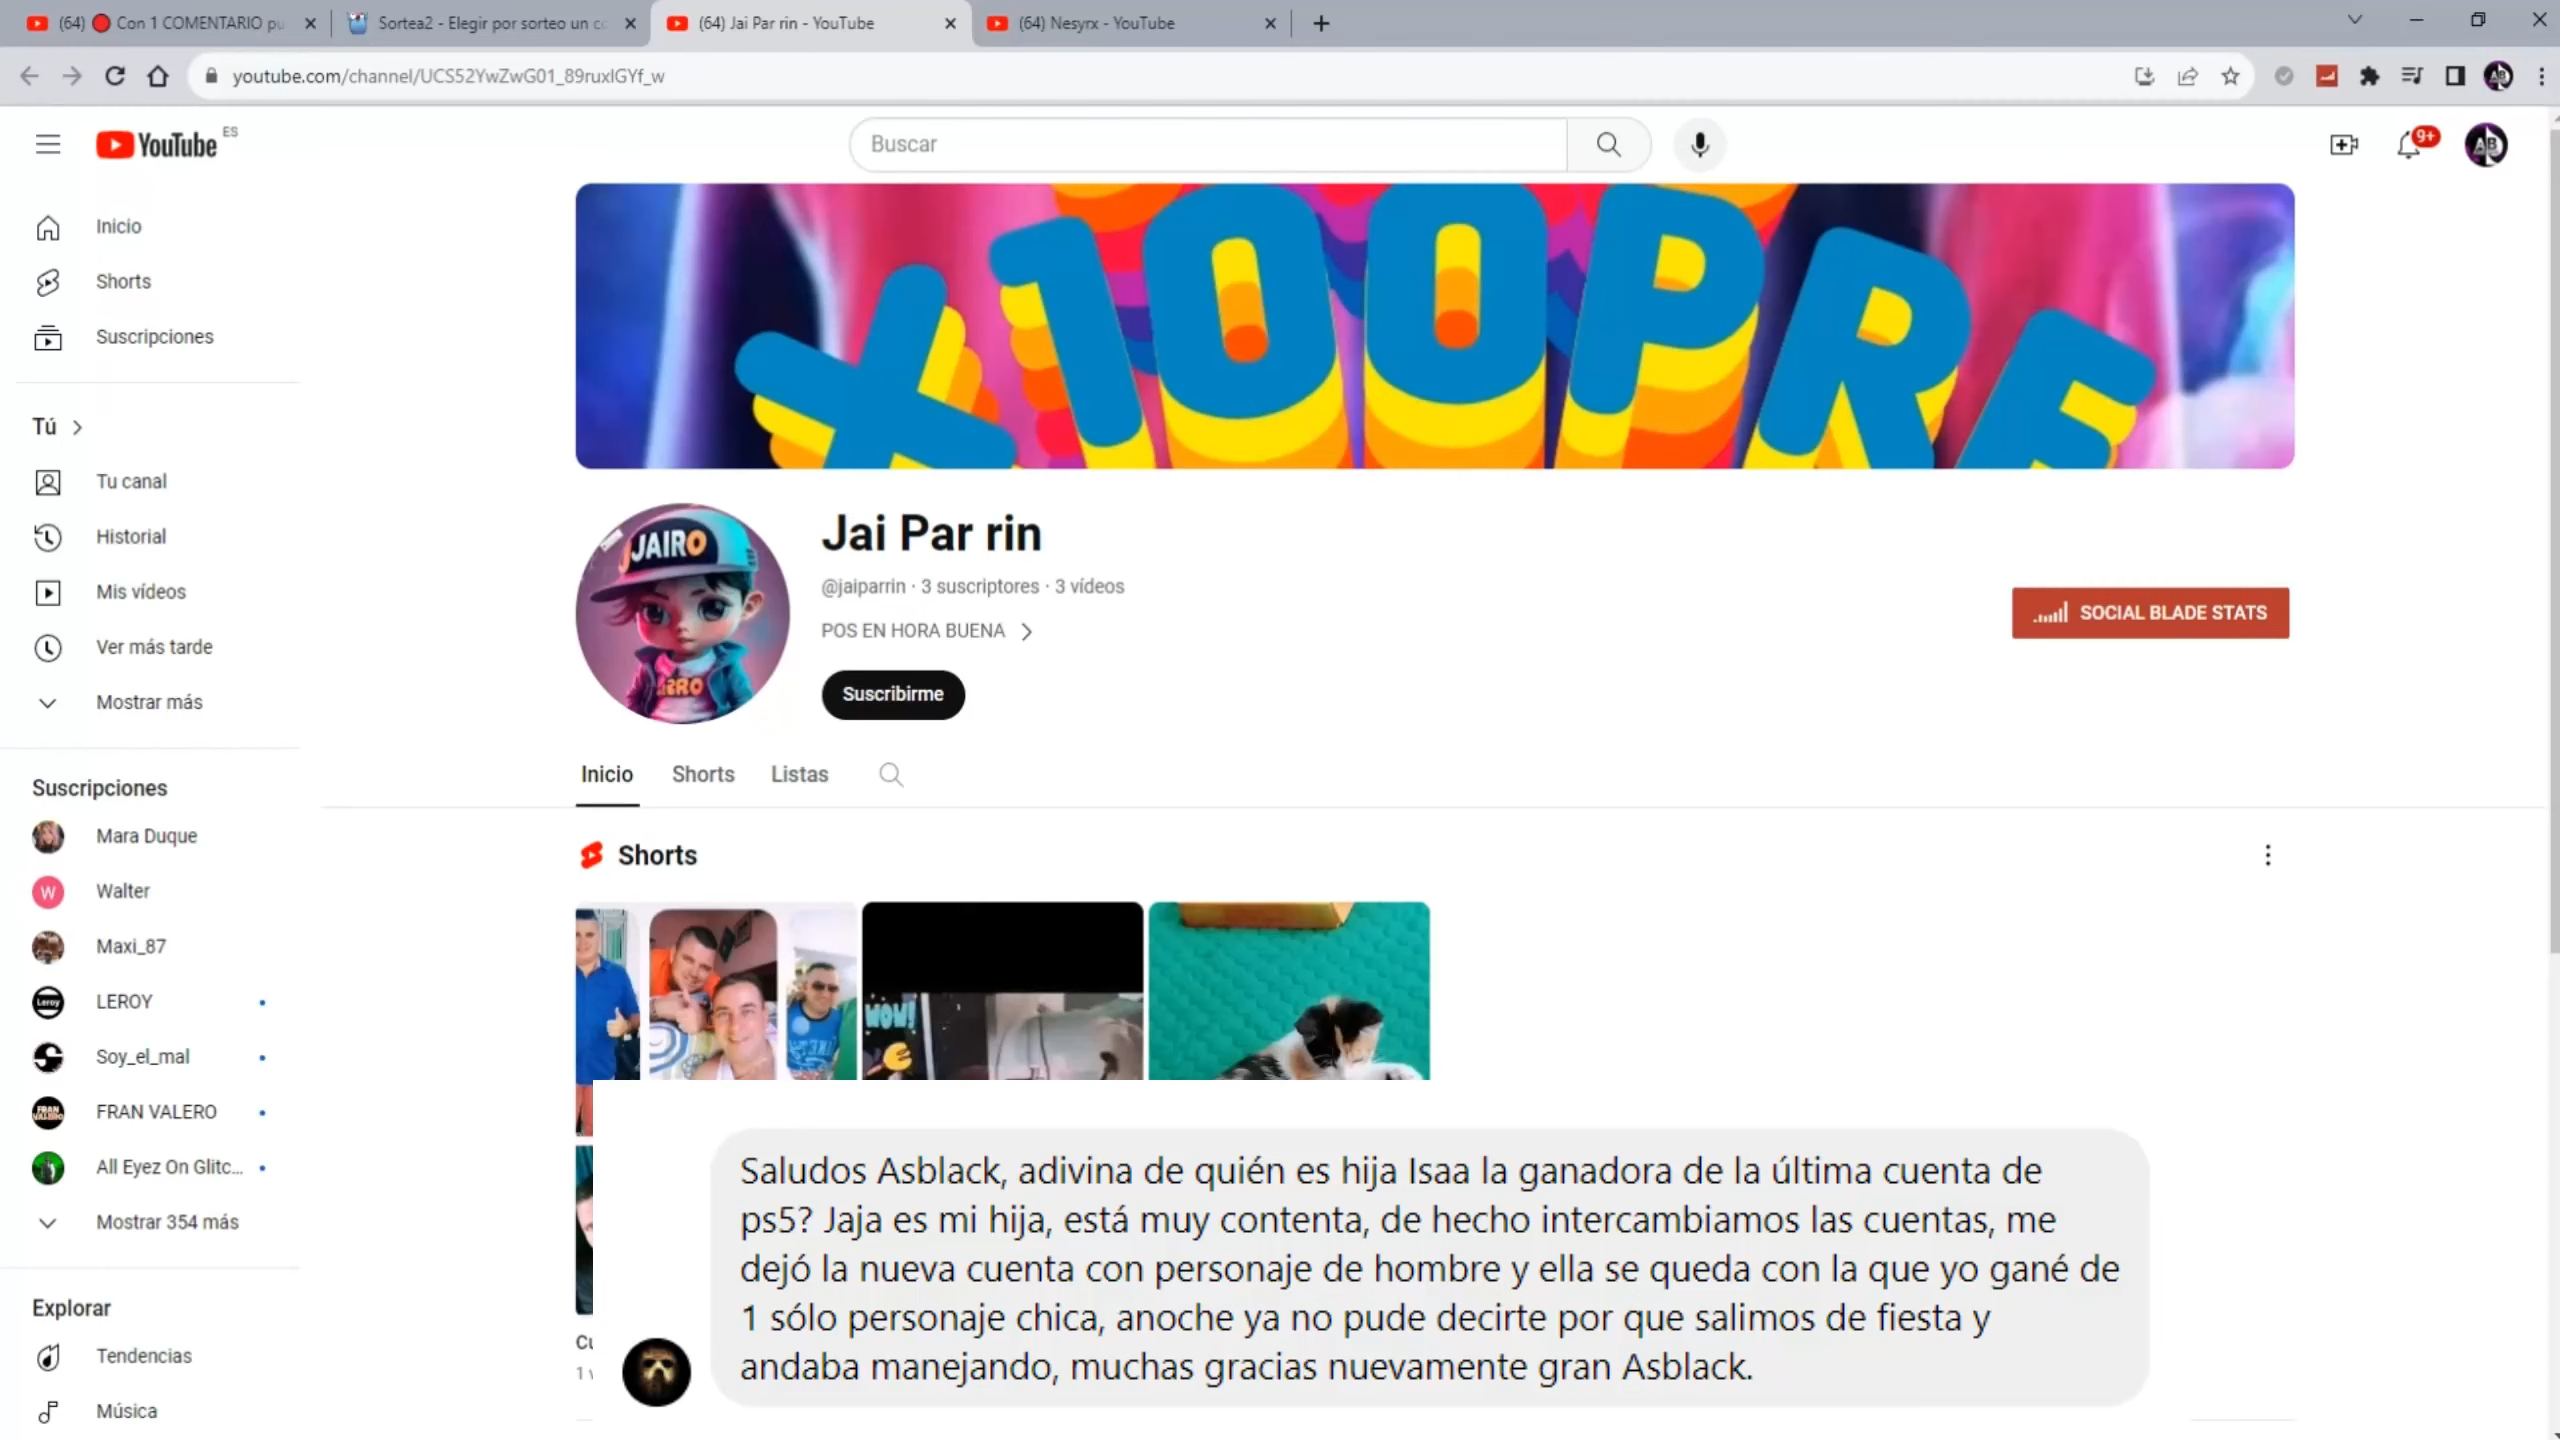 (64) 🔴 Con 1 COMENTARIO pu
Sortea2 - Elegir por sorteo un co
(64) Jai Par rin - YouTube
(64) Nesyrx - YouTube
youtube.com/channel/UCS52YwZwG01_89ruxIGYf_w
YouTube ES
Buscar
9+
AB
Inicio
Shorts
Suscripciones
Tú
Tu canal
Historial
Mis vídeos
Ver más tarde
Mostrar más
Suscripciones
Mara Duque
W Walter
Maxi_87
Leroy LEROY
Soy_el_mal
FRAN VALERO FRAN VALERO
All Eyez On Glitc...
Mostrar 354 más
Explorar
Tendencias
Música
X100PRE
JAIRO
Jai Par rin
@jaiparrin · 3 suscriptores · 3 vídeos
POS EN HORA BUENA
Suscribirme
SOCIAL BLADE STATS
Inicio Shorts Listas
Shorts
WOW!
Saludos Asblack, adivina de quién es hija Isaa la ganadora de la última cuenta de
ps5? Jaja es mi hija, está muy contenta, de hecho intercambiamos las cuentas, me
dejó la nueva cuenta con personaje de hombre y ella se queda con la que yo gané de
1 sólo personaje chica, anoche ya no pude decirte por que salimos de fiesta y
andaba manejando, muchas gracias nuevamente gran Asblack.